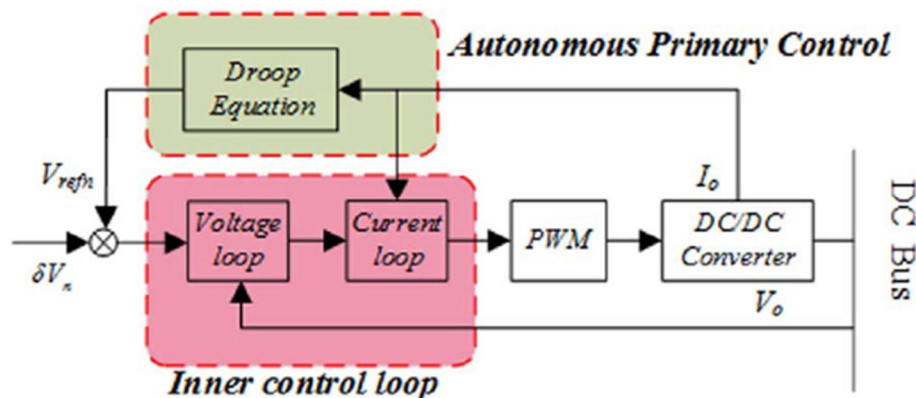 Autonomous Primary Control
Droop
Equation
V_refn
δV_n
Voltage
loop
Current
loop
PWM
I_o
DC/DC
Converter
V_o
DC Bus
Inner control loop